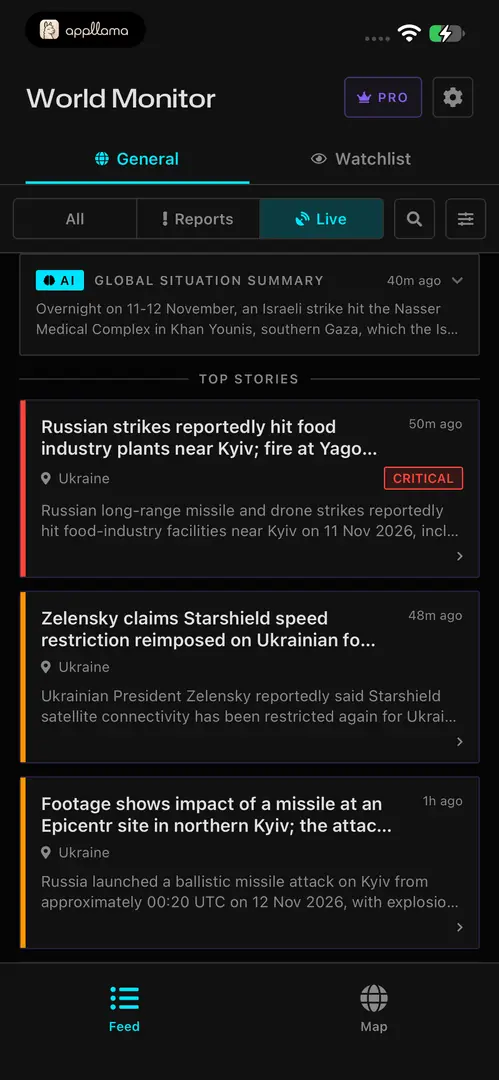 appllama
World Monitor
PRO
General
Watchlist
All
Reports
Live
AI GLOBAL SITUATION SUMMARY 40m ago
Overnight on 11-12 November, an Israeli strike hit the Nasser
Medical Complex in Khan Younis, southern Gaza, which the Is...
TOP STORIES
Russian strikes reportedly hit food 50m ago
industry plants near Kyiv; fire at Yago...
Ukraine CRITICAL
Russian long-range missile and drone strikes reportedly
hit food-industry facilities near Kyiv on 11 Nov 2026, incl...
Zelensky claims Starshield speed 48m ago
restriction reimposed on Ukrainian fo...
Ukraine
Ukrainian President Zelensky reportedly said Starshield
satellite connectivity has been restricted again for Ukrai...
Footage shows impact of a missile at an 1h ago
Epicentr site in northern Kyiv; the attac...
Ukraine
Russia launched a ballistic missile attack on Kyiv from
approximately 00:20 UTC on 12 Nov 2026, with explosio...
Feed
Map